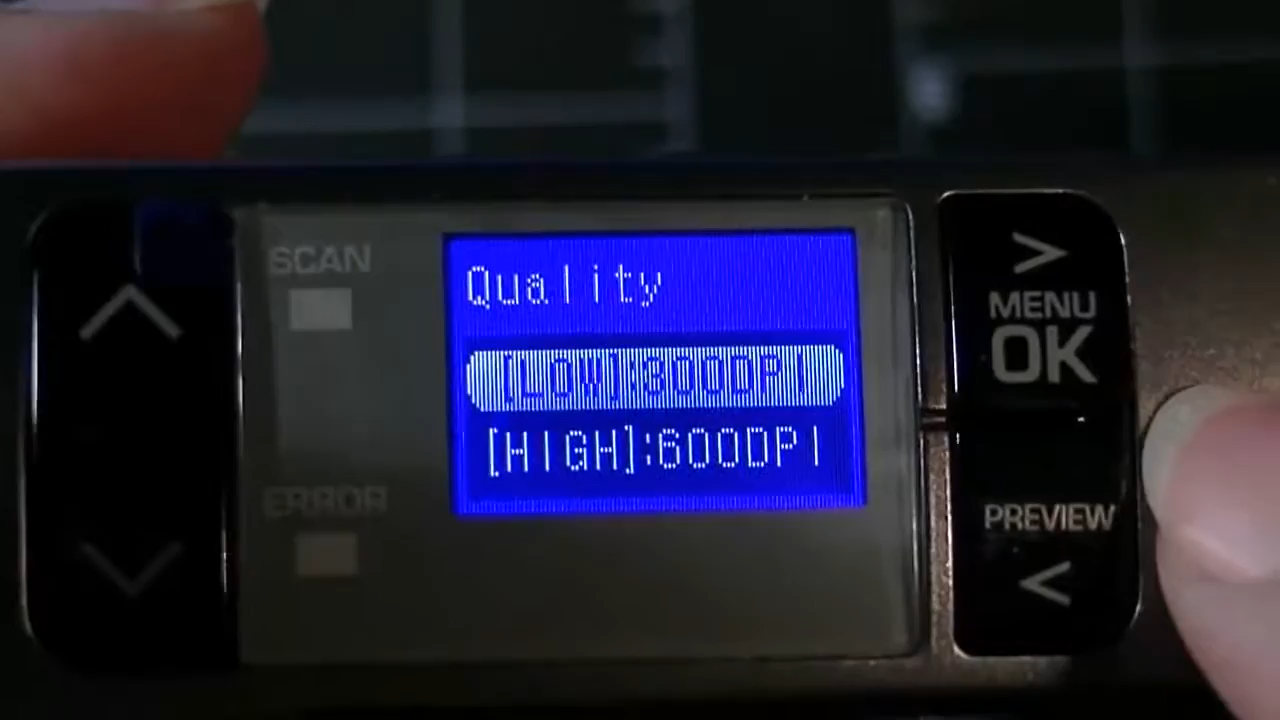 SCAN
Quality
>
MENU
OK
[LOW]:300DPI
[HIGH]:600DPI
ERROR
PREVIEW
<